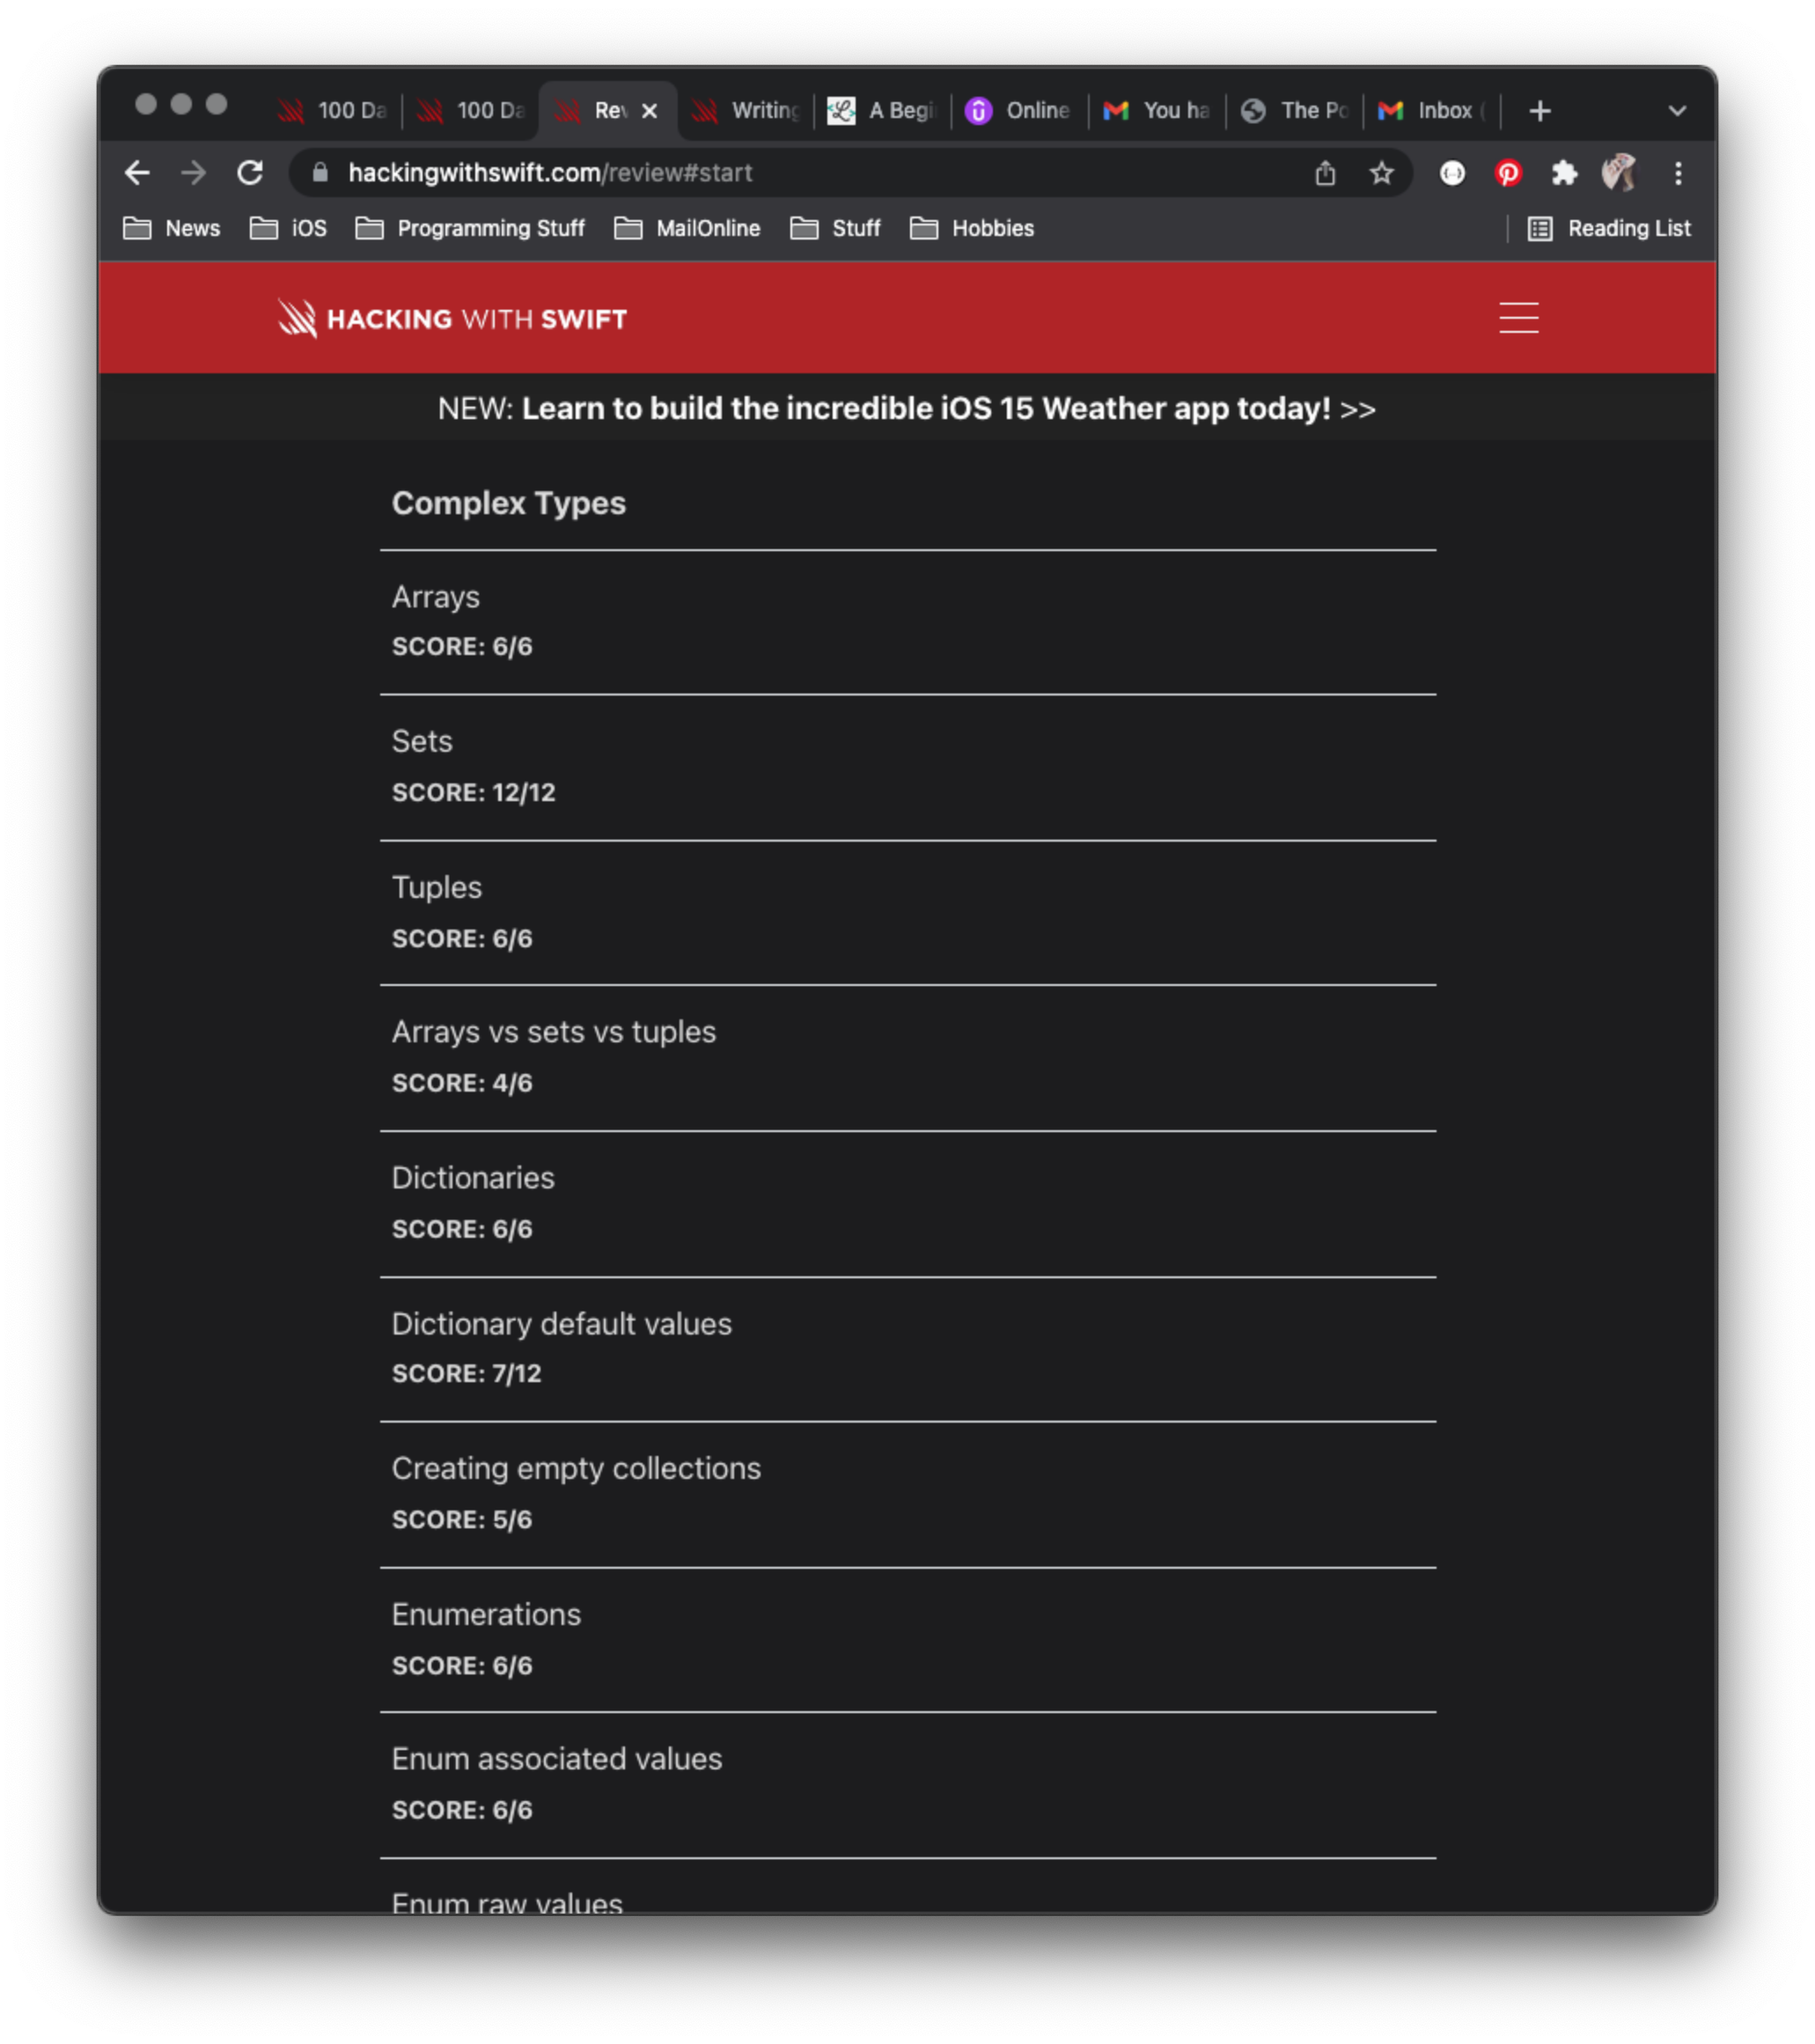 100 Da 100 Da Rev Writing A Begi Online You ha The Po Inbox (
hackingwithswift.com/review#start
News iOS Programming Stuff MailOnline Stuff Hobbies Reading List
HACKING WITH SWIFT
NEW: Learn to build the incredible iOS 15 Weather app today! >>
Complex Types
Arrays
SCORE: 6/6
Sets
SCORE: 12/12
Tuples
SCORE: 6/6
Arrays vs sets vs tuples
SCORE: 4/6
Dictionaries
SCORE: 6/6
Dictionary default values
SCORE: 7/12
Creating empty collections
SCORE: 5/6
Enumerations
SCORE: 6/6
Enum associated values
SCORE: 6/6
Enum raw values